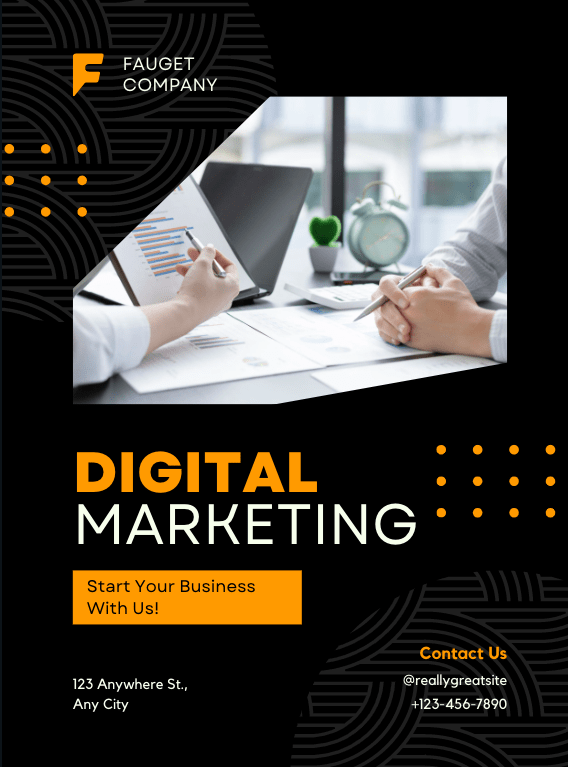 FAUGET
COMPANY
DIGITAL
MARKETING
Start Your Business
With Us!
Contact Us
@reallygreatsite
+123-456-7890
123 Anywhere St.,
Any City